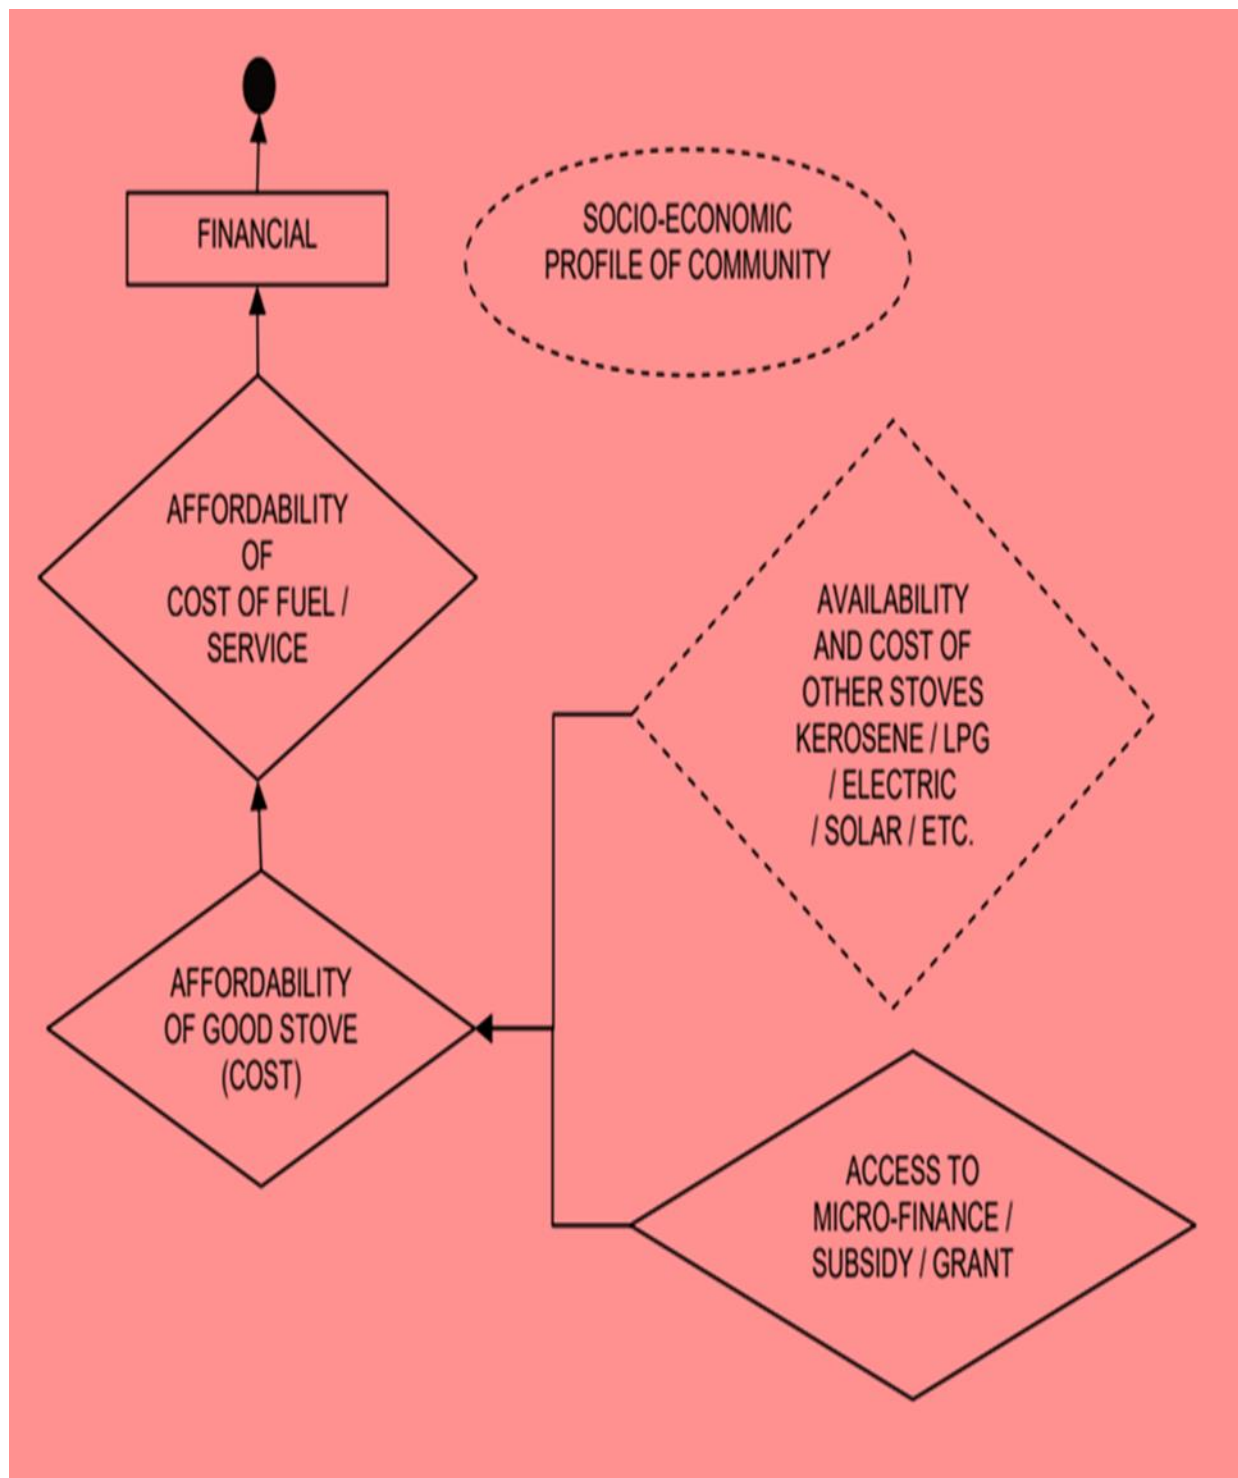 FINANCIAL
SOCIO-ECONOMIC
PROFILE OF COMMUNITY
AFFORDABILITY
OF
COST OF FUEL /
SERVICE
AVAILABILITY
AND COST OF
OTHER STOVES
KEROSENE / LPG
/ ELECTRIC
/ SOLAR / ETC.
AFFORDABILITY
OF GOOD STOVE
(COST)
ACCESS TO
MICRO-FINANCE /
SUBSIDY / GRANT